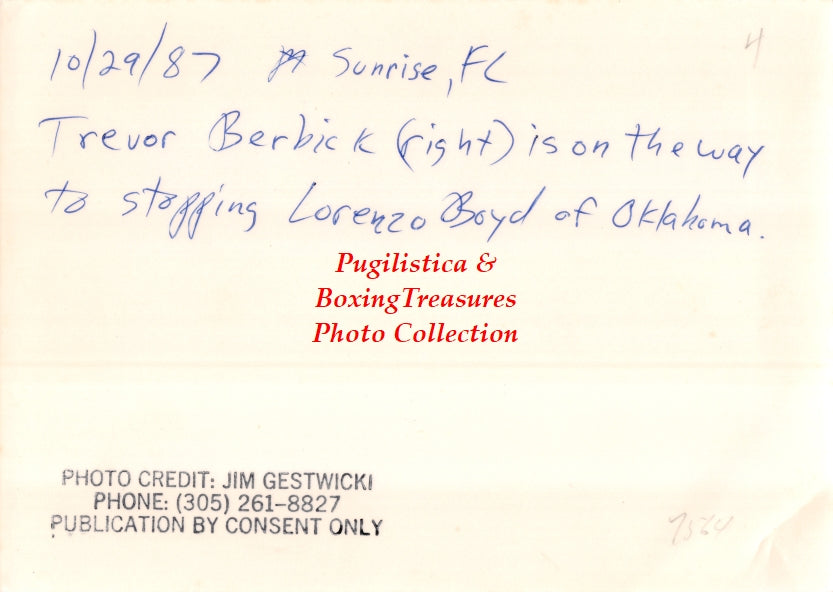 10/29/87 Sunrise, FL
4
Trevor Berbick (right) is on the way
to stopping Lorenzo Boyd of Oklahoma.
Pugilistica &
BoxingTreasures
Photo Collection
PHOTO CREDIT: JIM GESTWICKI
PHONE: (305) 261-8827
PUBLICATION BY CONSENT ONLY